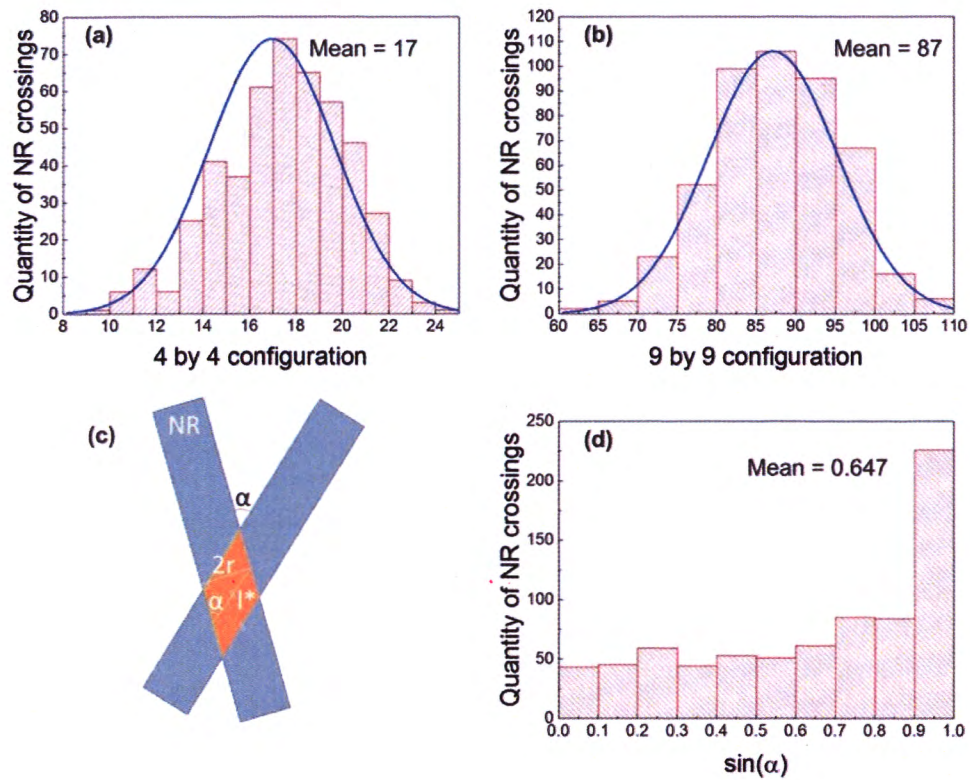 (a)
Mean = 17
Quantity of NR crossings
80
70
60
50
40
30
20
10
0
8 10 12 14 16 18 20 22 24
4 by 4 configuration
(b)
Mean = 87
Quantity of NR crossings
120
110
100
90
80
70
60
50
40
30
20
10
0
60 65 70 75 80 85 90 95 100 105 110
9 by 9 configuration
(c)
NR
α
2r
α l*
(d)
Mean = 0.647
Quantity of NR crossings
250
200
150
100
50
0
0.0 0.1 0.2 0.3 0.4 0.5 0.6 0.7 0.8 0.9 1.0
sin(α)